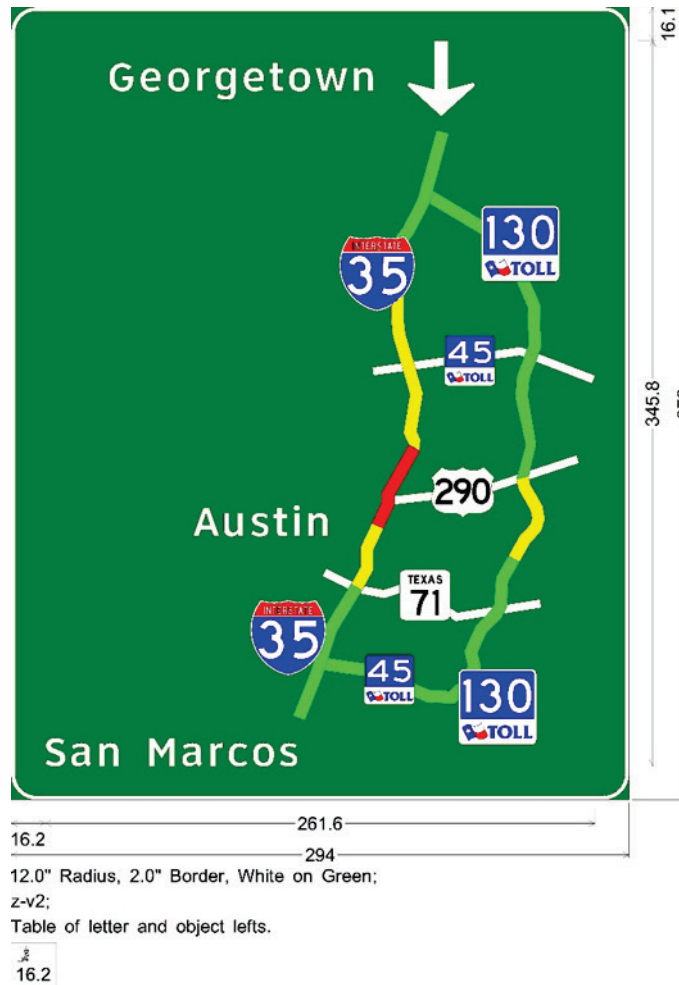 16.1
Georgetown
130
TOLL
INTERSTATE
35
45
TOLL
345.8
290
Austin
TEXAS
71
INTERSTATE
35
45
TOLL
130
TOLL
San Marcos
261.6
16.2
294
12.0" Radius, 2.0" Border, White on Green;
z-v2;
Table of letter and object lefts.
16.2